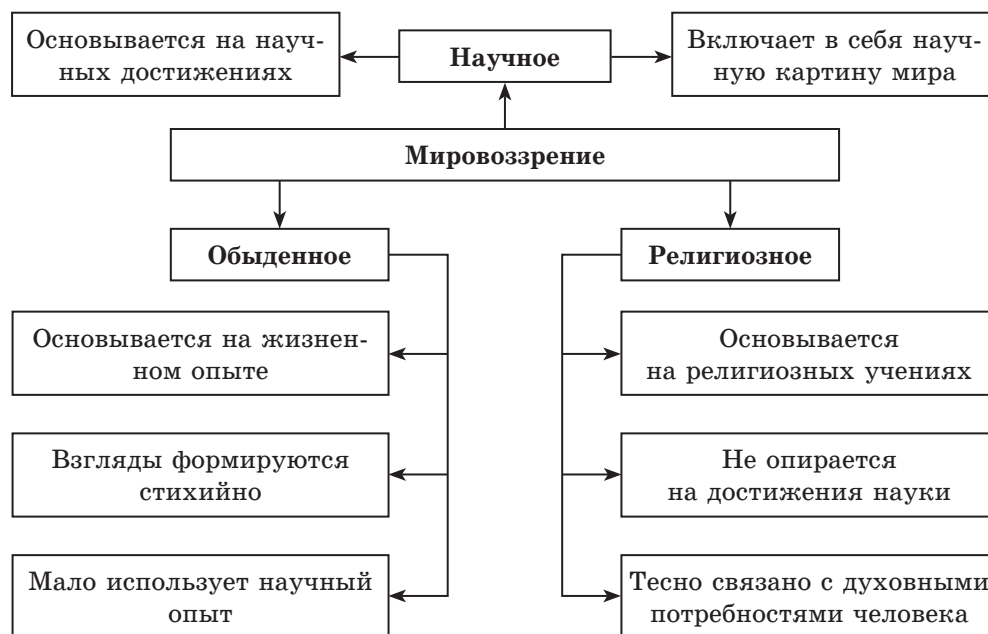 Основывается на науч-
ных достижениях
Научное
Включает в себя науч-
ную картину мира
Мировоззрение
Обыденное
Религиозное
Основывается на жизнен-
ном опыте
Основывается
на религиозных учениях
Взгляды формируются
стихийно
Не опирается
на достижения науки
Мало использует научный
опыт
Тесно связано с духовными
потребностями человека